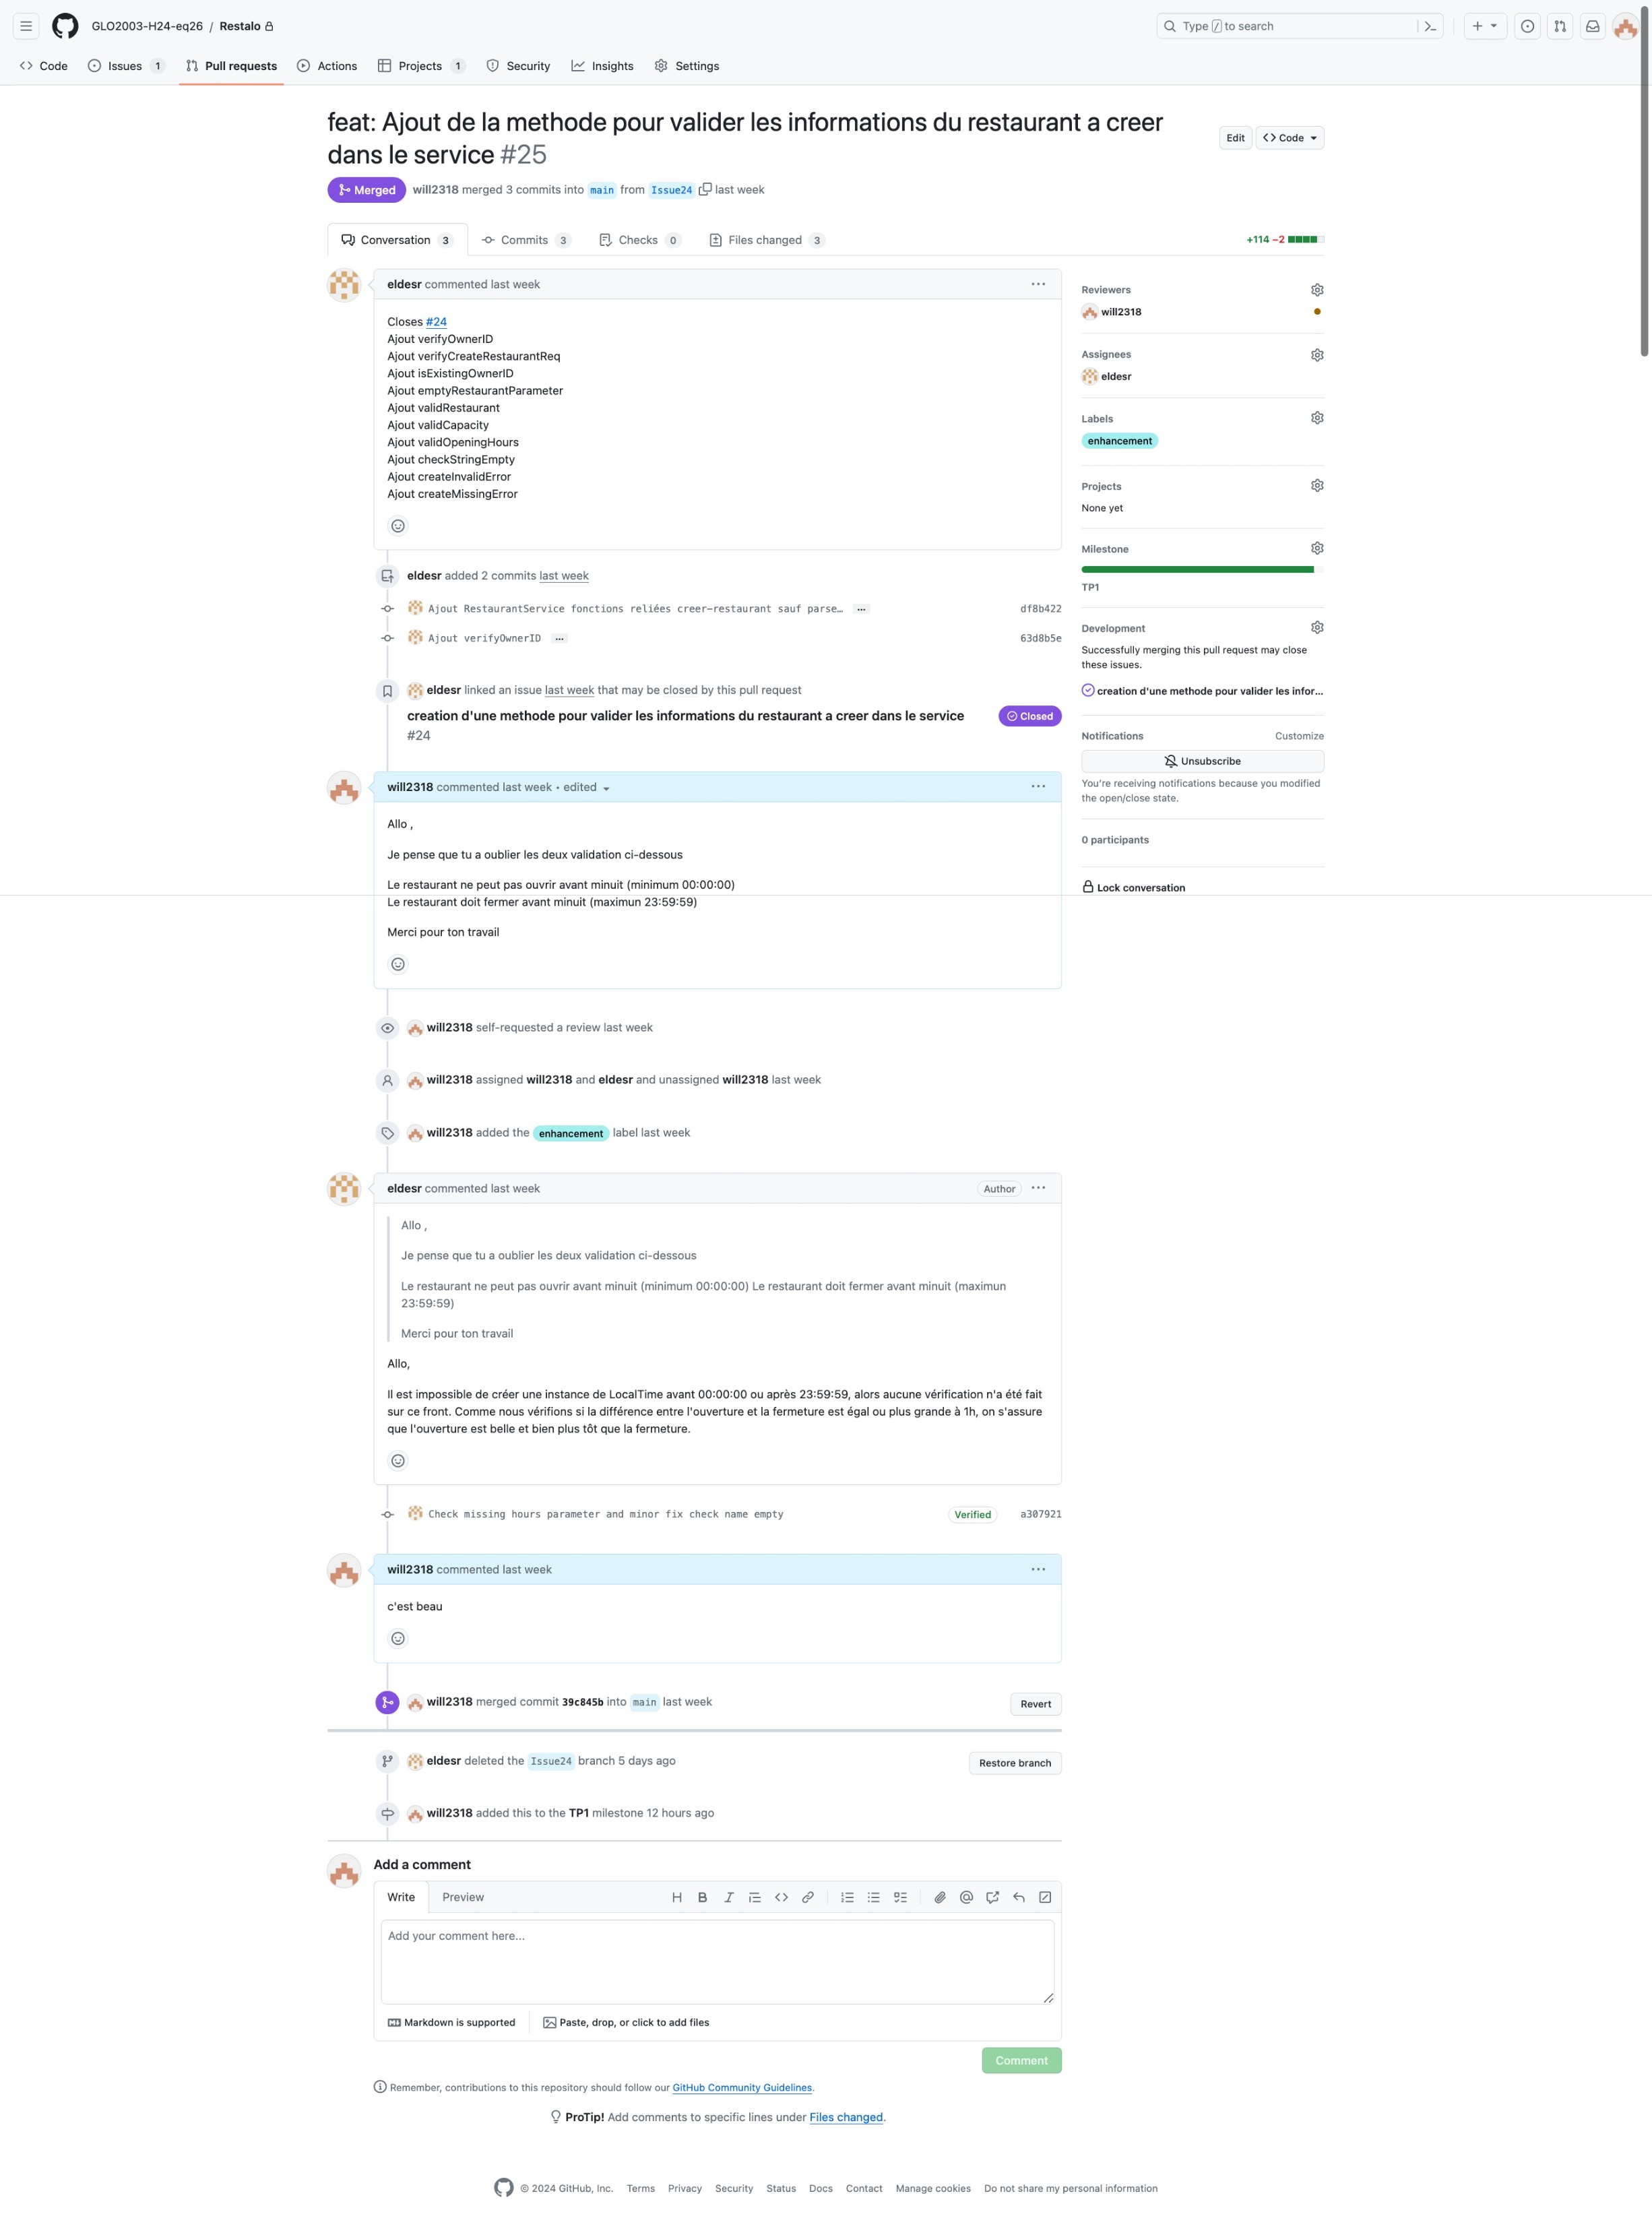 GLO2003-H24-eq26 / Restalo
Type / to search
Code
Issues 1
Pull requests
Actions
Projects 1
Security
Insights
Settings
feat: Ajout de la methode pour valider les informations du restaurant a creer
dans le service #25
Edit
Code
Merged
will2318 merged 3 commits into main from Issue24 last week
Conversation 3
Commits 3
Checks 0
Files changed 3
+114 −2
eldesr commented last week
Closes #24
Ajout verifyOwnerID
Ajout verifyCreateRestaurantReq
Ajout isExistingOwnerID
Ajout emptyRestaurantParameter
Ajout validRestaurant
Ajout validCapacity
Ajout validOpeningHours
Ajout checkStringEmpty
Ajout createInvalidError
Ajout createMissingError
Reviewers
will2318
Assignees
eldesr
Labels
enhancement
Projects
None yet
Milestone
TP1
Development
Successfully merging this pull request may close
these issues.
creation d'une methode pour valider les infor...
Notifications
Customize
Unsubscribe
You're receiving notifications because you modified
the open/close state.
0 participants
Lock conversation
eldesr added 2 commits last week
Ajout RestaurantService fonctions reliées creer-restaurant sauf parse… ...
df8b422
Ajout verifyOwnerID ...
63d8b5e
eldesr linked an issue last week that may be closed by this pull request
creation d'une methode pour valider les informations du restaurant a creer dans le service
#24
Closed
will2318 commented last week • edited
Allo ,
Je pense que tu a oublier les deux validation ci-dessous
Le restaurant ne peut pas ouvrir avant minuit (minimum 00:00:00)
Le restaurant doit fermer avant minuit (maximun 23:59:59)
Merci pour ton travail
will2318 self-requested a review last week
will2318 assigned will2318 and eldesr and unassigned will2318 last week
will2318 added the enhancement label last week
eldesr commented last week
Author
Allo ,
Je pense que tu a oublier les deux validation ci-dessous
Le restaurant ne peut pas ouvrir avant minuit (minimum 00:00:00) Le restaurant doit fermer avant minuit (maximun
23:59:59)
Merci pour ton travail
Allo,
Il est impossible de créer une instance de LocalTime avant 00:00:00 ou après 23:59:59, alors aucune vérification n'a été fait
sur ce front. Comme nous vérifions si la différence entre l'ouverture et la fermeture est égal ou plus grande à 1h, on s'assure
que l'ouverture est belle et bien plus tôt que la fermeture.
Check missing hours parameter and minor fix check name empty
Verified
a307921
will2318 commented last week
c'est beau
will2318 merged commit 39c845b into main last week
Revert
eldesr deleted the Issue24 branch 5 days ago
Restore branch
will2318 added this to the TP1 milestone 12 hours ago
Add a comment
Write
Preview
Add your comment here...
Markdown is supported
Paste, drop, or click to add files
Comment
Remember, contributions to this repository should follow our GitHub Community Guidelines.
ProTip! Add comments to specific lines under Files changed.
© 2024 GitHub, Inc. Terms Privacy Security Status Docs Contact Manage cookies Do not share my personal information